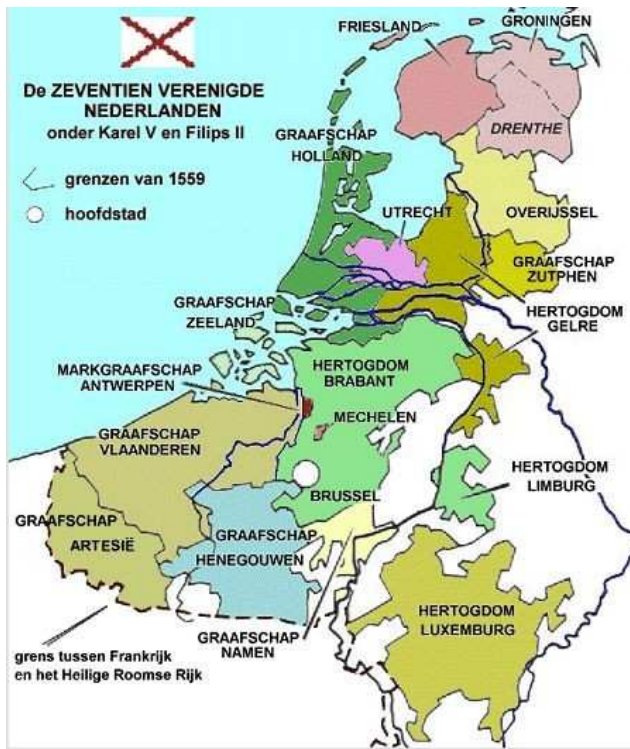 De ZEVENTIEN VERENIGDE
NEDERLANDEN
onder Karel V en Filips II
grenzen van 1559
hoofdstad
FRIESLAND
GRONINGEN
DRENTHE
GRAAFSCHAP
HOLLAND
UTRECHT
OVERIJSSEL
GRAAFSCHAP
ZUTPHEN
GRAAFSCHAP
ZEELAND
HERTOGDOM
GELRE
MARKGRAAFSCHAP
ANTWERPEN
HERTOGDOM
BRABANT
MECHELEN
GRAAFSCHAP
VLAANDEREN
BRUSSEL
HERTOGDOM
LIMBURG
GRAAFSCHAP
ARTESIË
GRAAFSCHAP
HENEGOUWEN
HERTOGDOM
LUXEMBURG
GRAAFSCHAP
NAMEN
grens tussen Frankrijk
en het Heilige Roomse Rijk